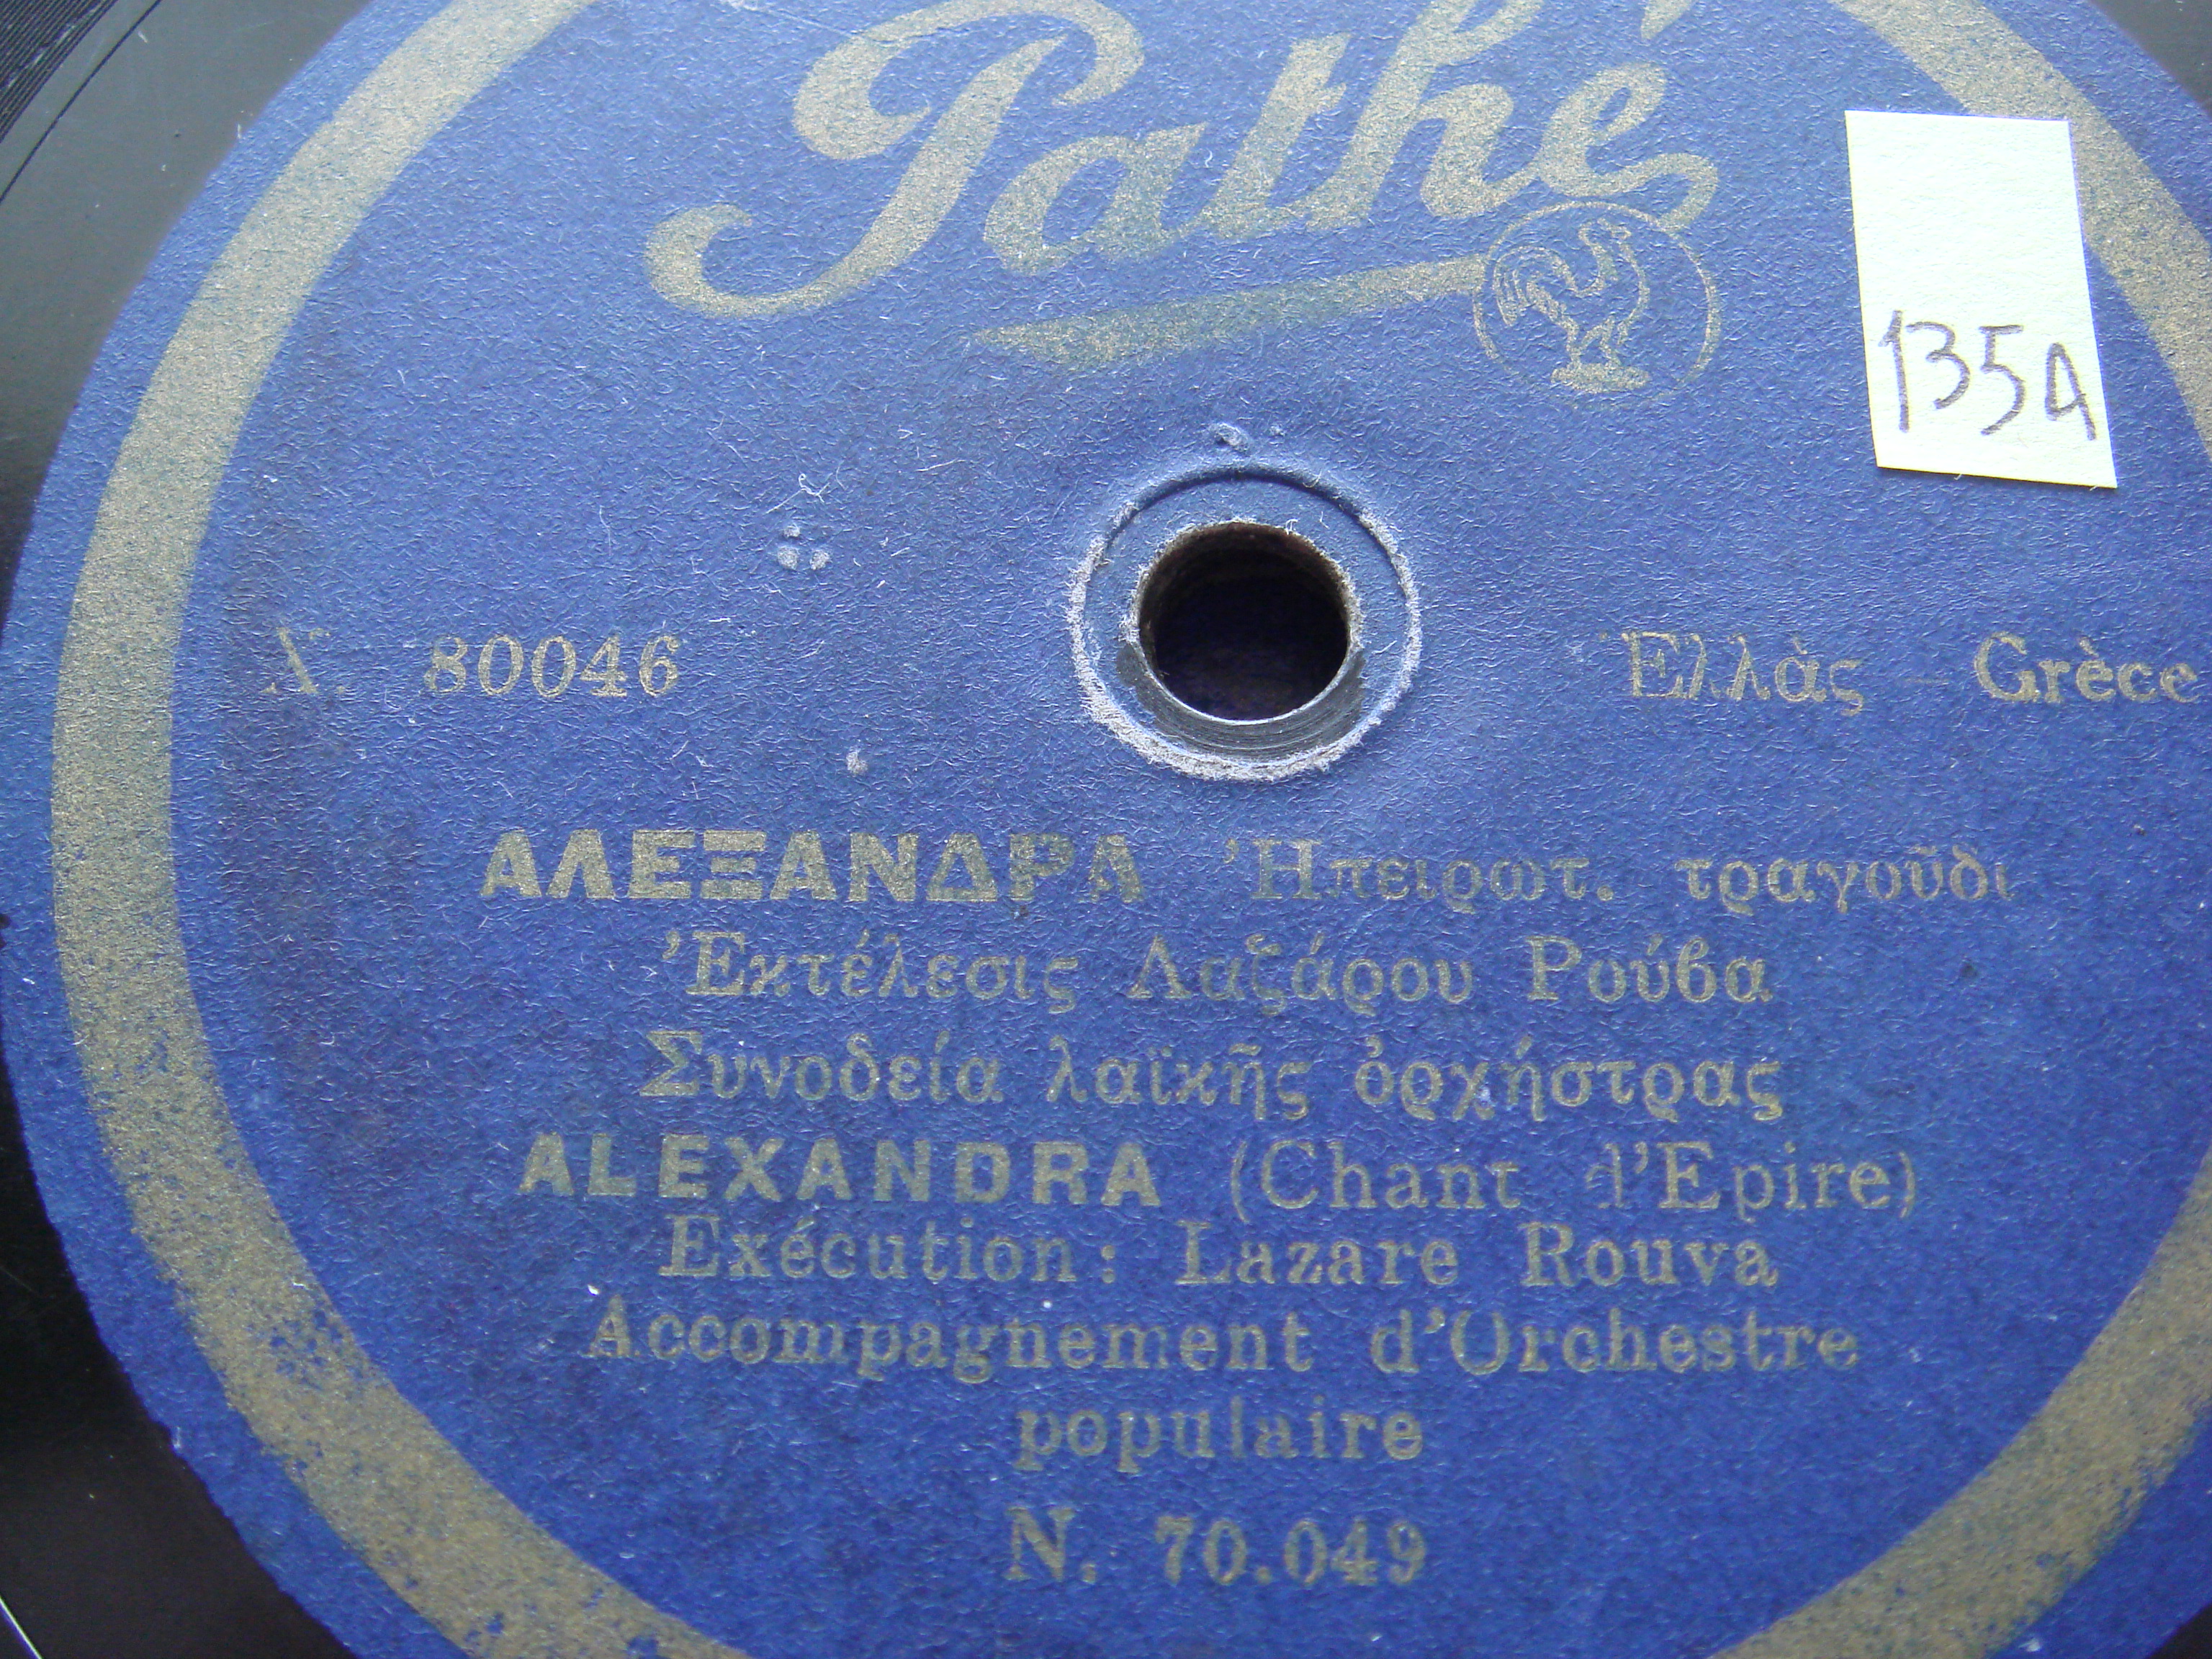 Pathé
135A
X. 80046
Ἑλλὰς - Grèce
ΑΛΕΞΑΝΔΡΑ Ἠπειρωτ. τραγοῦδι
Ἐκτέλεσις Λαζάρου Ρούβα
Συνοδεία λαϊκῆς ὀρχήστρας
ALEXANDRA (Chant d'Epire)
Exécution: Lazare Rouva
Accompagnement d'Orchestre
populaire
N. 70.049